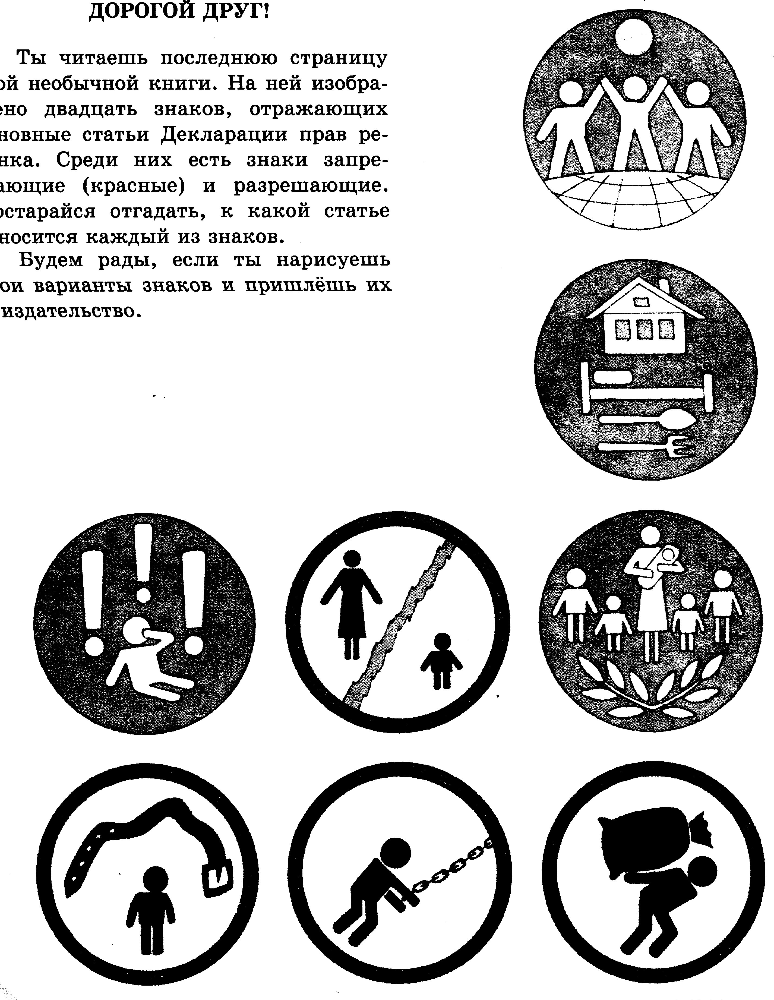 ДОРОГОЙ ДРУГ!
Ты читаешь последнюю страницу
ой необычной книги. На ней изобра-
ено двадцать знаков, отражающих
новные статьи Декларации прав ре-
нка. Среди них есть знаки запре-
ающие (красные) и разрешающие.
остарайся отгадать, к какой статье
носится каждый из знаков.
Будем рады, если ты нарисуешь
ои варианты знаков и пришлёшь их
издательство.